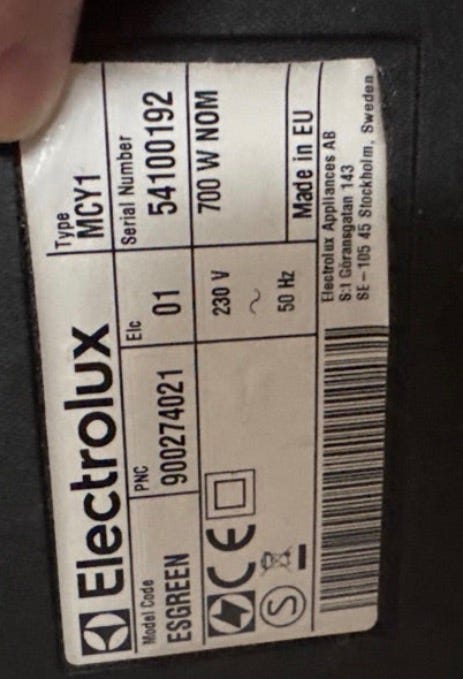 Electrolux
Type
MCY1
Model Code
ESGREEN
PNC
900274021
Elc
01
Serial Number
54100192
230 V
~
50 Hz
700 W NOM
Made in EU
CE
S
Electrolux Appliances AB
S:t Göransgatan 143
SE - 105 45 Stockholm, Sweden